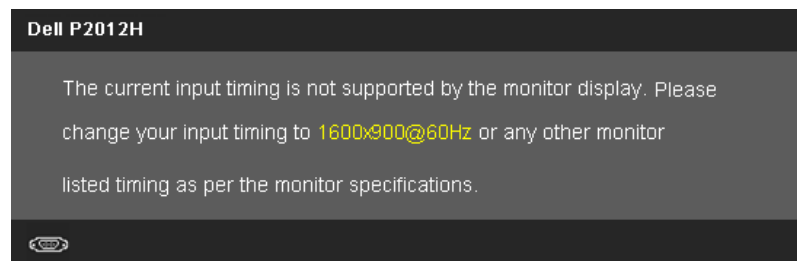 Dell P2012H
The current input timing is not supported by the monitor display. Please
change your input timing to 1600x900@60Hz or any other monitor
listed timing as per the monitor specifications.